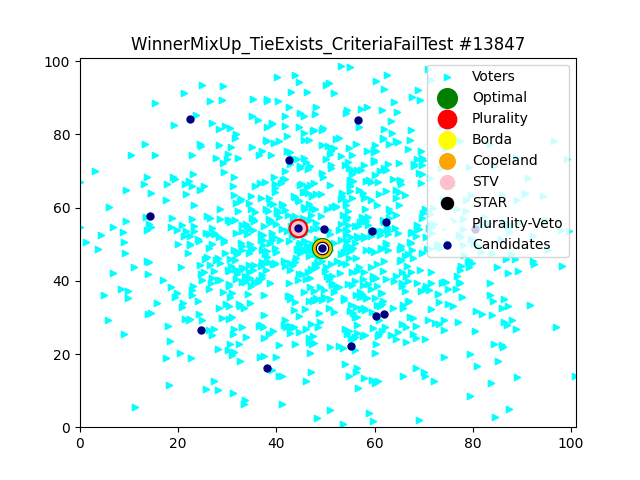 WinnerMixUp_TieExists_CriteriaFailTest #13847
100
80
60
40
20
0
0
20
40
60
80
100
Voters
Optimal
Plurality
Borda
Copeland
STV
STAR
Plurality-Veto
Candidates